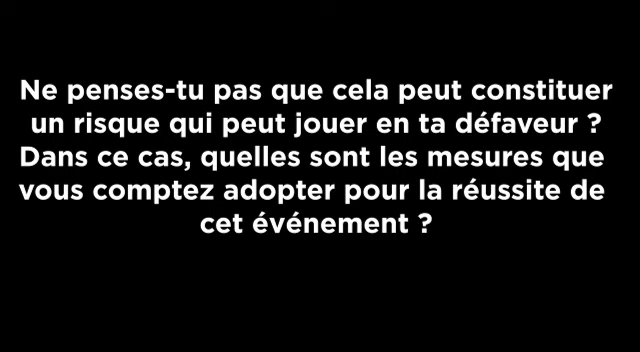 Ne penses-tu pas que cela peut constituer
un risque qui peut jouer en ta défaveur ?
Dans ce cas, quelles sont les mesures que
vous comptez adopter pour la réussite de
cet événement ?